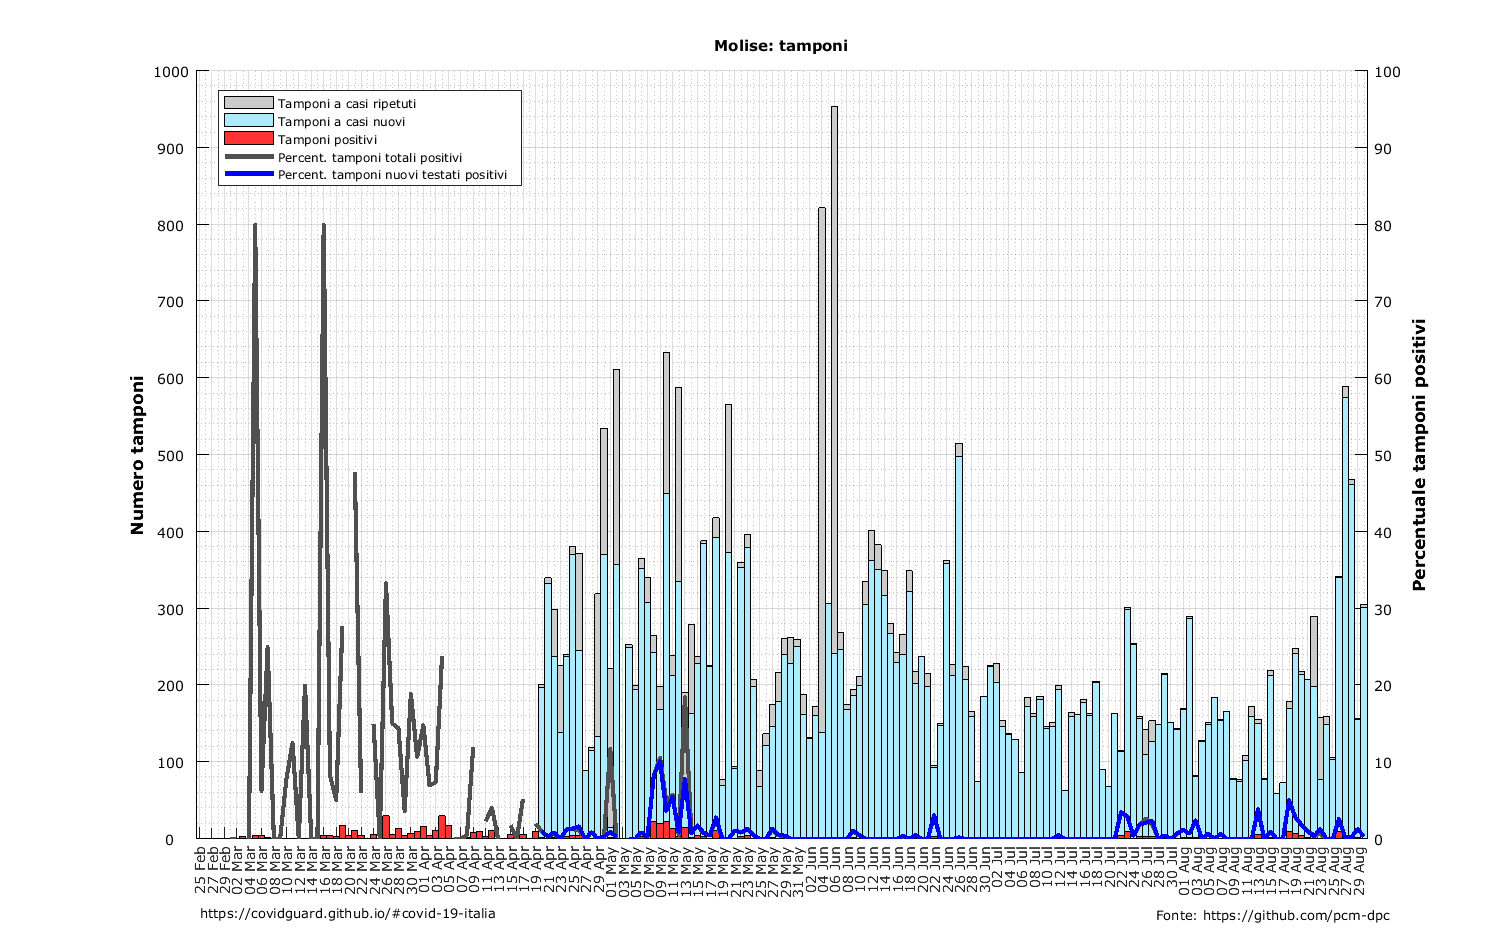 Molise: tamponi
Tamponi a casi ripetuti
Tamponi a casi nuovi
Tamponi positivi
Percent. tamponi totali positivi
Percent. tamponi nuovi testati positivi
Numero tamponi
1000
900
800
700
600
500
400
300
200
100
0
Percentuale tamponi positivi
100
90
80
70
60
50
40
30
20
10
0
25 Feb
27 Feb
29 Feb
02 Mar
04 Mar
06 Mar
08 Mar
10 Mar
12 Mar
14 Mar
16 Mar
18 Mar
20 Mar
22 Mar
24 Mar
26 Mar
28 Mar
30 Mar
01 Apr
03 Apr
05 Apr
07 Apr
09 Apr
11 Apr
13 Apr
15 Apr
17 Apr
19 Apr
21 Apr
23 Apr
25 Apr
27 Apr
29 Apr
01 May
03 May
05 May
07 May
09 May
11 May
13 May
15 May
17 May
19 May
21 May
23 May
25 May
27 May
29 May
31 May
02 Jun
04 Jun
06 Jun
08 Jun
10 Jun
12 Jun
14 Jun
16 Jun
18 Jun
20 Jun
22 Jun
24 Jun
26 Jun
28 Jun
30 Jun
02 Jul
04 Jul
06 Jul
08 Jul
10 Jul
12 Jul
14 Jul
16 Jul
18 Jul
20 Jul
22 Jul
24 Jul
26 Jul
28 Jul
30 Jul
01 Aug
03 Aug
05 Aug
07 Aug
09 Aug
11 Aug
13 Aug
15 Aug
17 Aug
19 Aug
21 Aug
23 Aug
25 Aug
27 Aug
29 Aug
https://covidguard.github.io/#covid-19-italia
Fonte: https://github.com/pcm-dpc